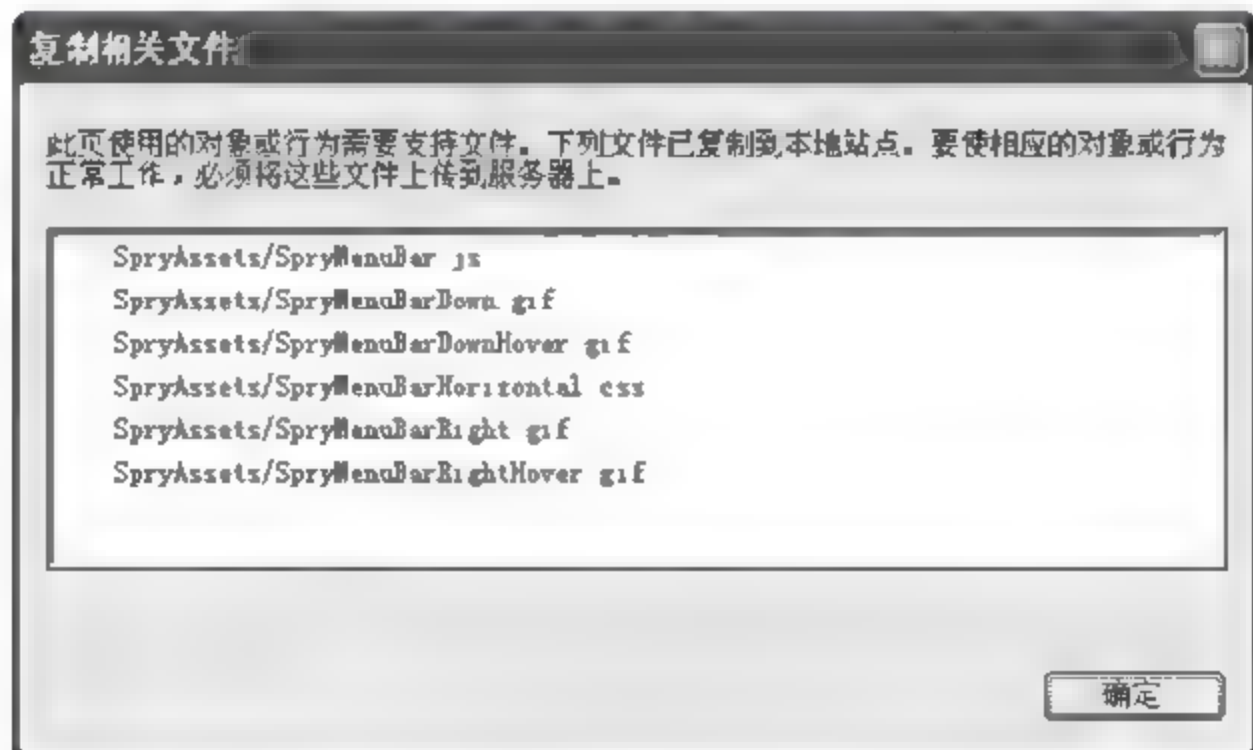 复制相关文件
此页使用的对象或行为需要支持文件。下列文件已复制到本地站点。要使相应的对象或行为
正常工作，必须将这些文件上传到服务器上。
SpryAssets/SpryMenuBar js
SpryAssets/SpryMenuBarDown gif
SpryAssets/SpryMenuBarDownHover gif
SpryAssets/SpryMenuBarHorizontal css
SpryAssets/SpryMenuBarRight gif
SpryAssets/SpryMenuBarRightHover gif
确定